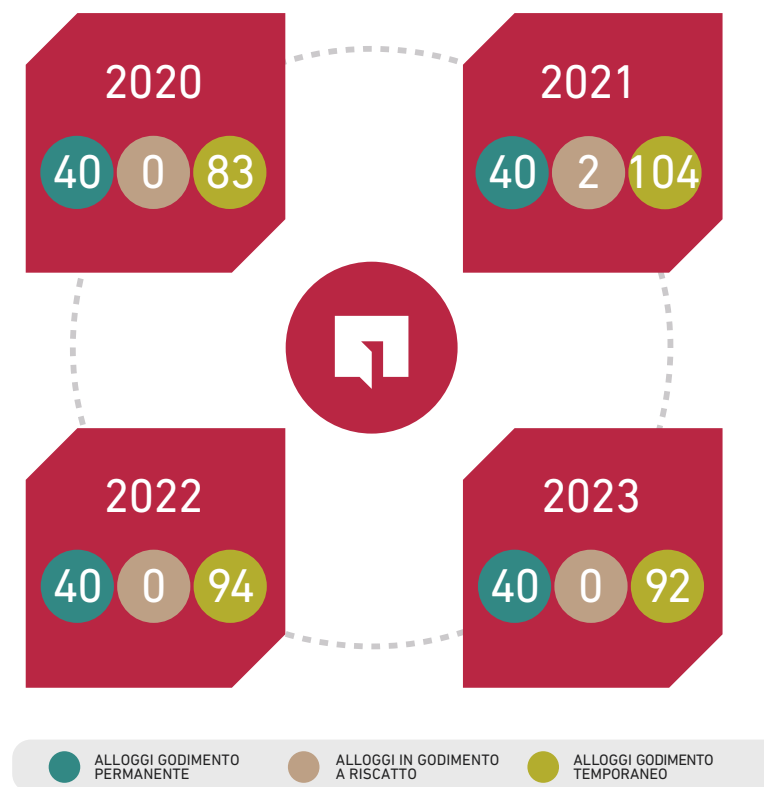 2020
40 0 83
2021
40 2 104
2022
40 0 94
2023
40 0 92
ALLOGGI GODIMENTO
PERMANENTE
ALLOGGI IN GODIMENTO
A RISCATTO
ALLOGGI GODIMENTO
TEMPORANEO